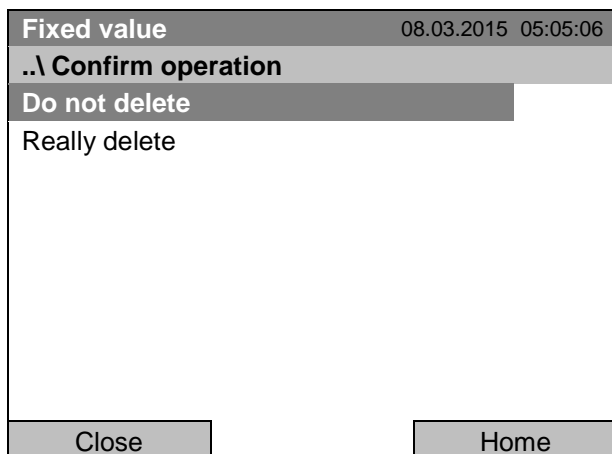 Fixed value 08.03.2015 05:05:06
..\ Confirm operation
Do not delete
Really delete
Close Home